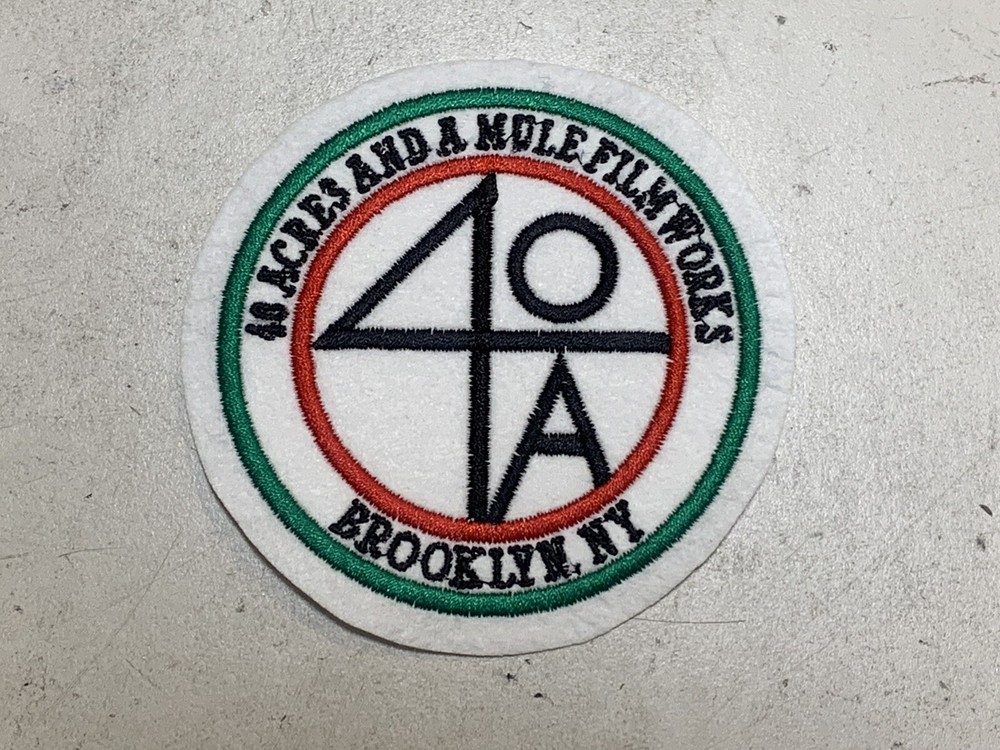 40 ACRES AND A MULE FILMWORKS
40
A
BROOKLYN, NY